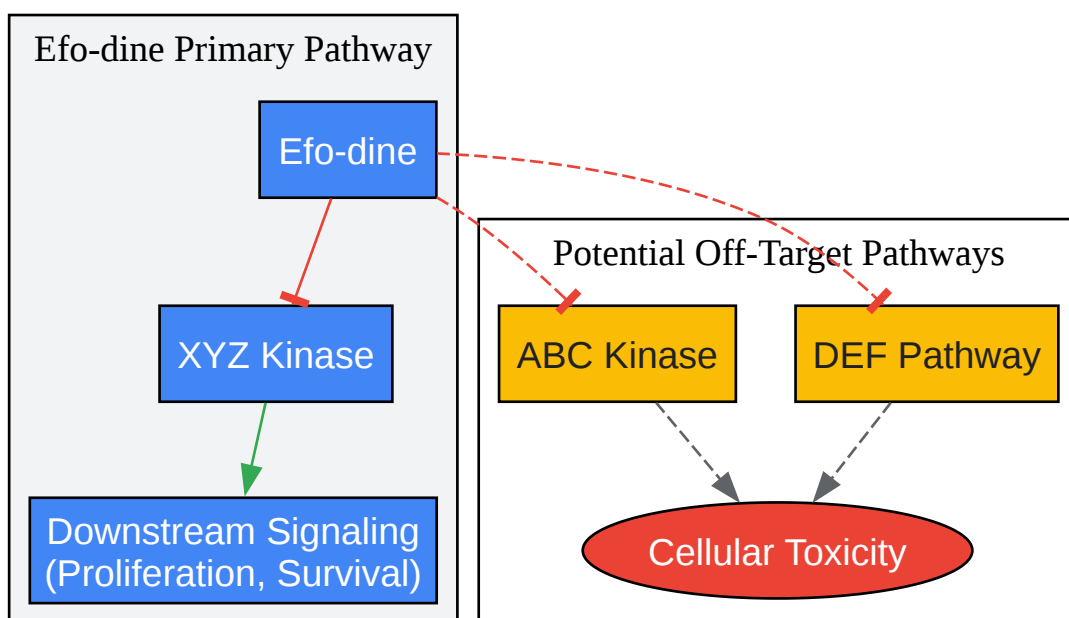 Efo-dine Primary Pathway
Efo-dine
Potential Off-Target Pathways
XYZ Kinase
ABC Kinase
DEF Pathway
Downstream Signaling
(Proliferation, Survival)
Cellular Toxicity